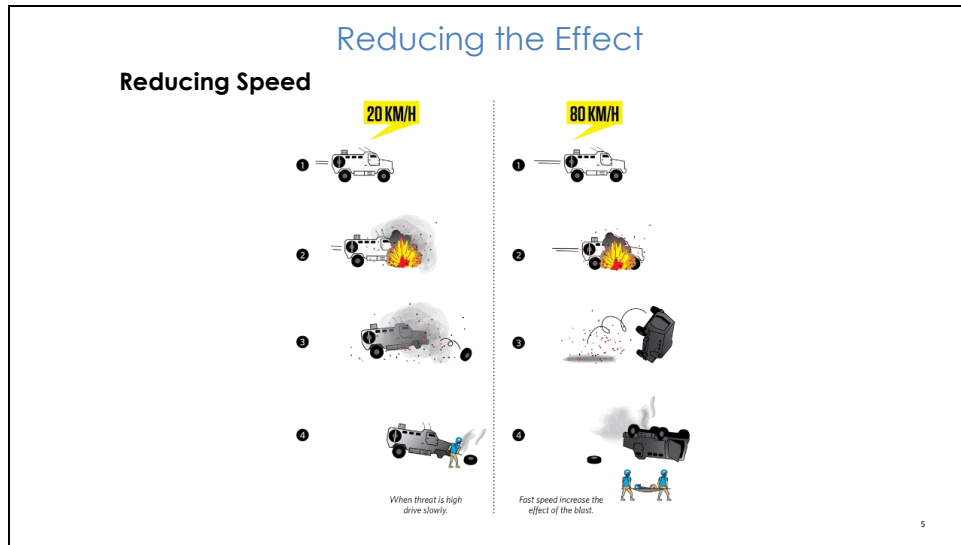 Reducing the Effect
Reducing Speed
20 KM/H
80 KM/H
1
1
2
2
3
3
4
4
When threat is high
drive slowly.
Fast speed increase the
effect of the blast.
5